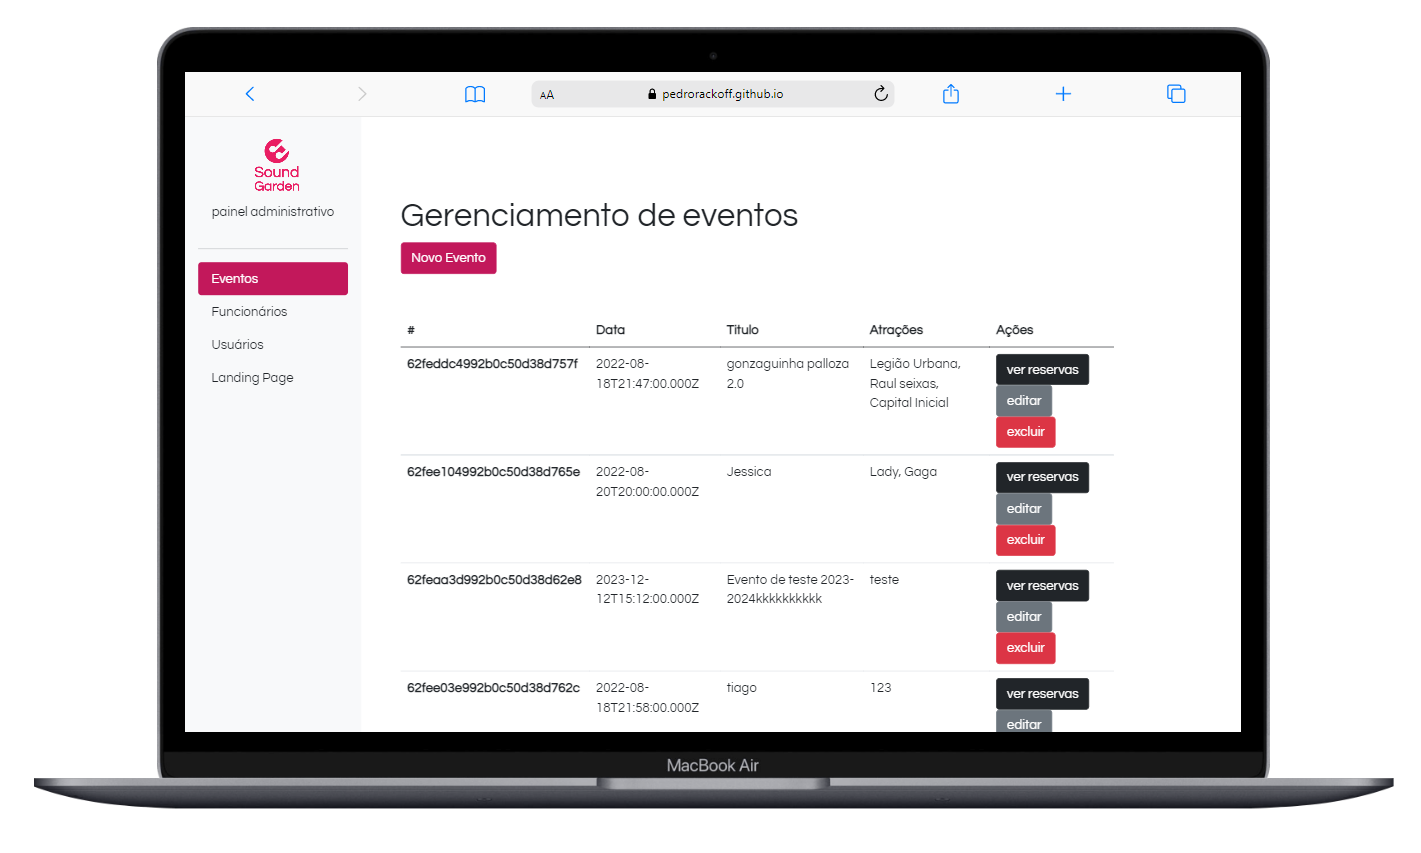 AA
pedrorackoff.github.io
Sound
Garden
painel administrativo
Eventos
Funcionários
Usuários
Landing Page
Gerenciamento de eventos
Novo Evento
# Data Titulo Atrações Ações
62feddc4992b0c50d38d757f 2022-08- gonzaguinha palloza Legião Urbana, ver reservas
18T21:47:00.000Z 2.0 Raul seixas, editar
Capital Inicial excluir
62fee104992b0c50d38d765e 2022-08- Jessica Lady, Gaga ver reservas
20T20:00:00.000Z editar
excluir
62feaa3d992b0c50d38d62e8 2023-12- Evento de teste 2023- teste ver reservas
12T15:12:00.000Z 2024kkkkkkkkkk editar
excluir
62fee03e992b0c50d38d762c 2022-08- tiago 123 ver reservas
18T21:58:00.000Z editar
MacBook Air